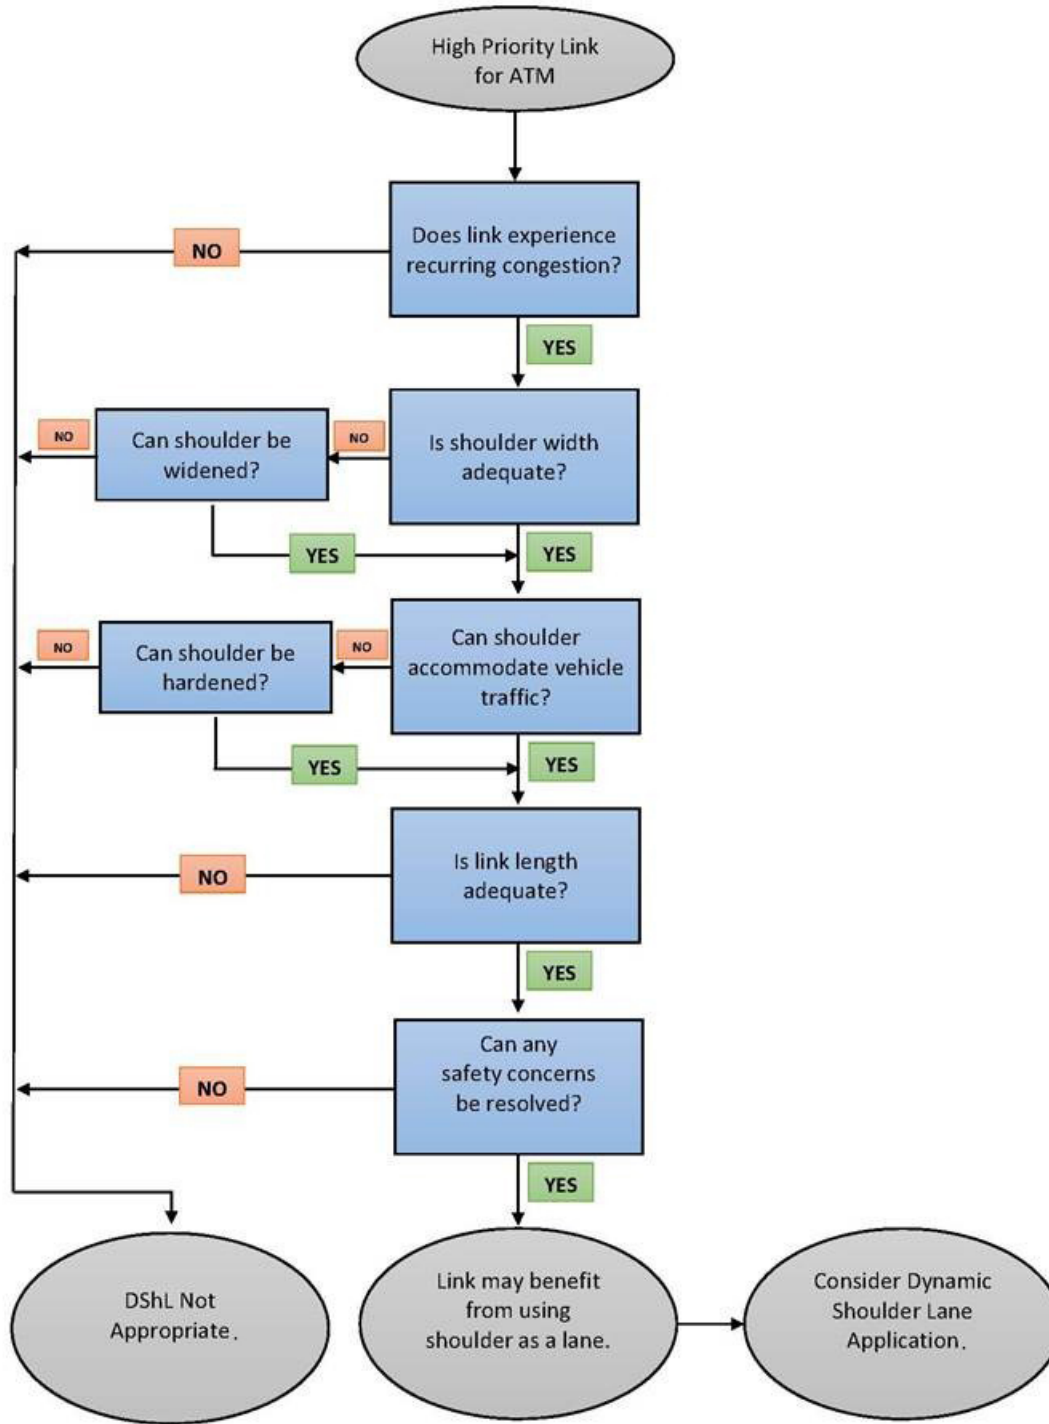 High Priority Link
for ATM
Does link experience
recurring congestion?
NO
YES
Is shoulder width
adequate?
NO
Can shoulder be
widened?
NO
YES
YES
Can shoulder
accommodate vehicle
traffic?
NO
Can shoulder be
hardened?
NO
YES
YES
Is link length
adequate?
NO
YES
Can any
safety concerns
be resolved?
NO
YES
DShL Not
Appropriate.
Link may benefit
from using
shoulder as a lane.
Consider Dynamic
Shoulder Lane
Application.